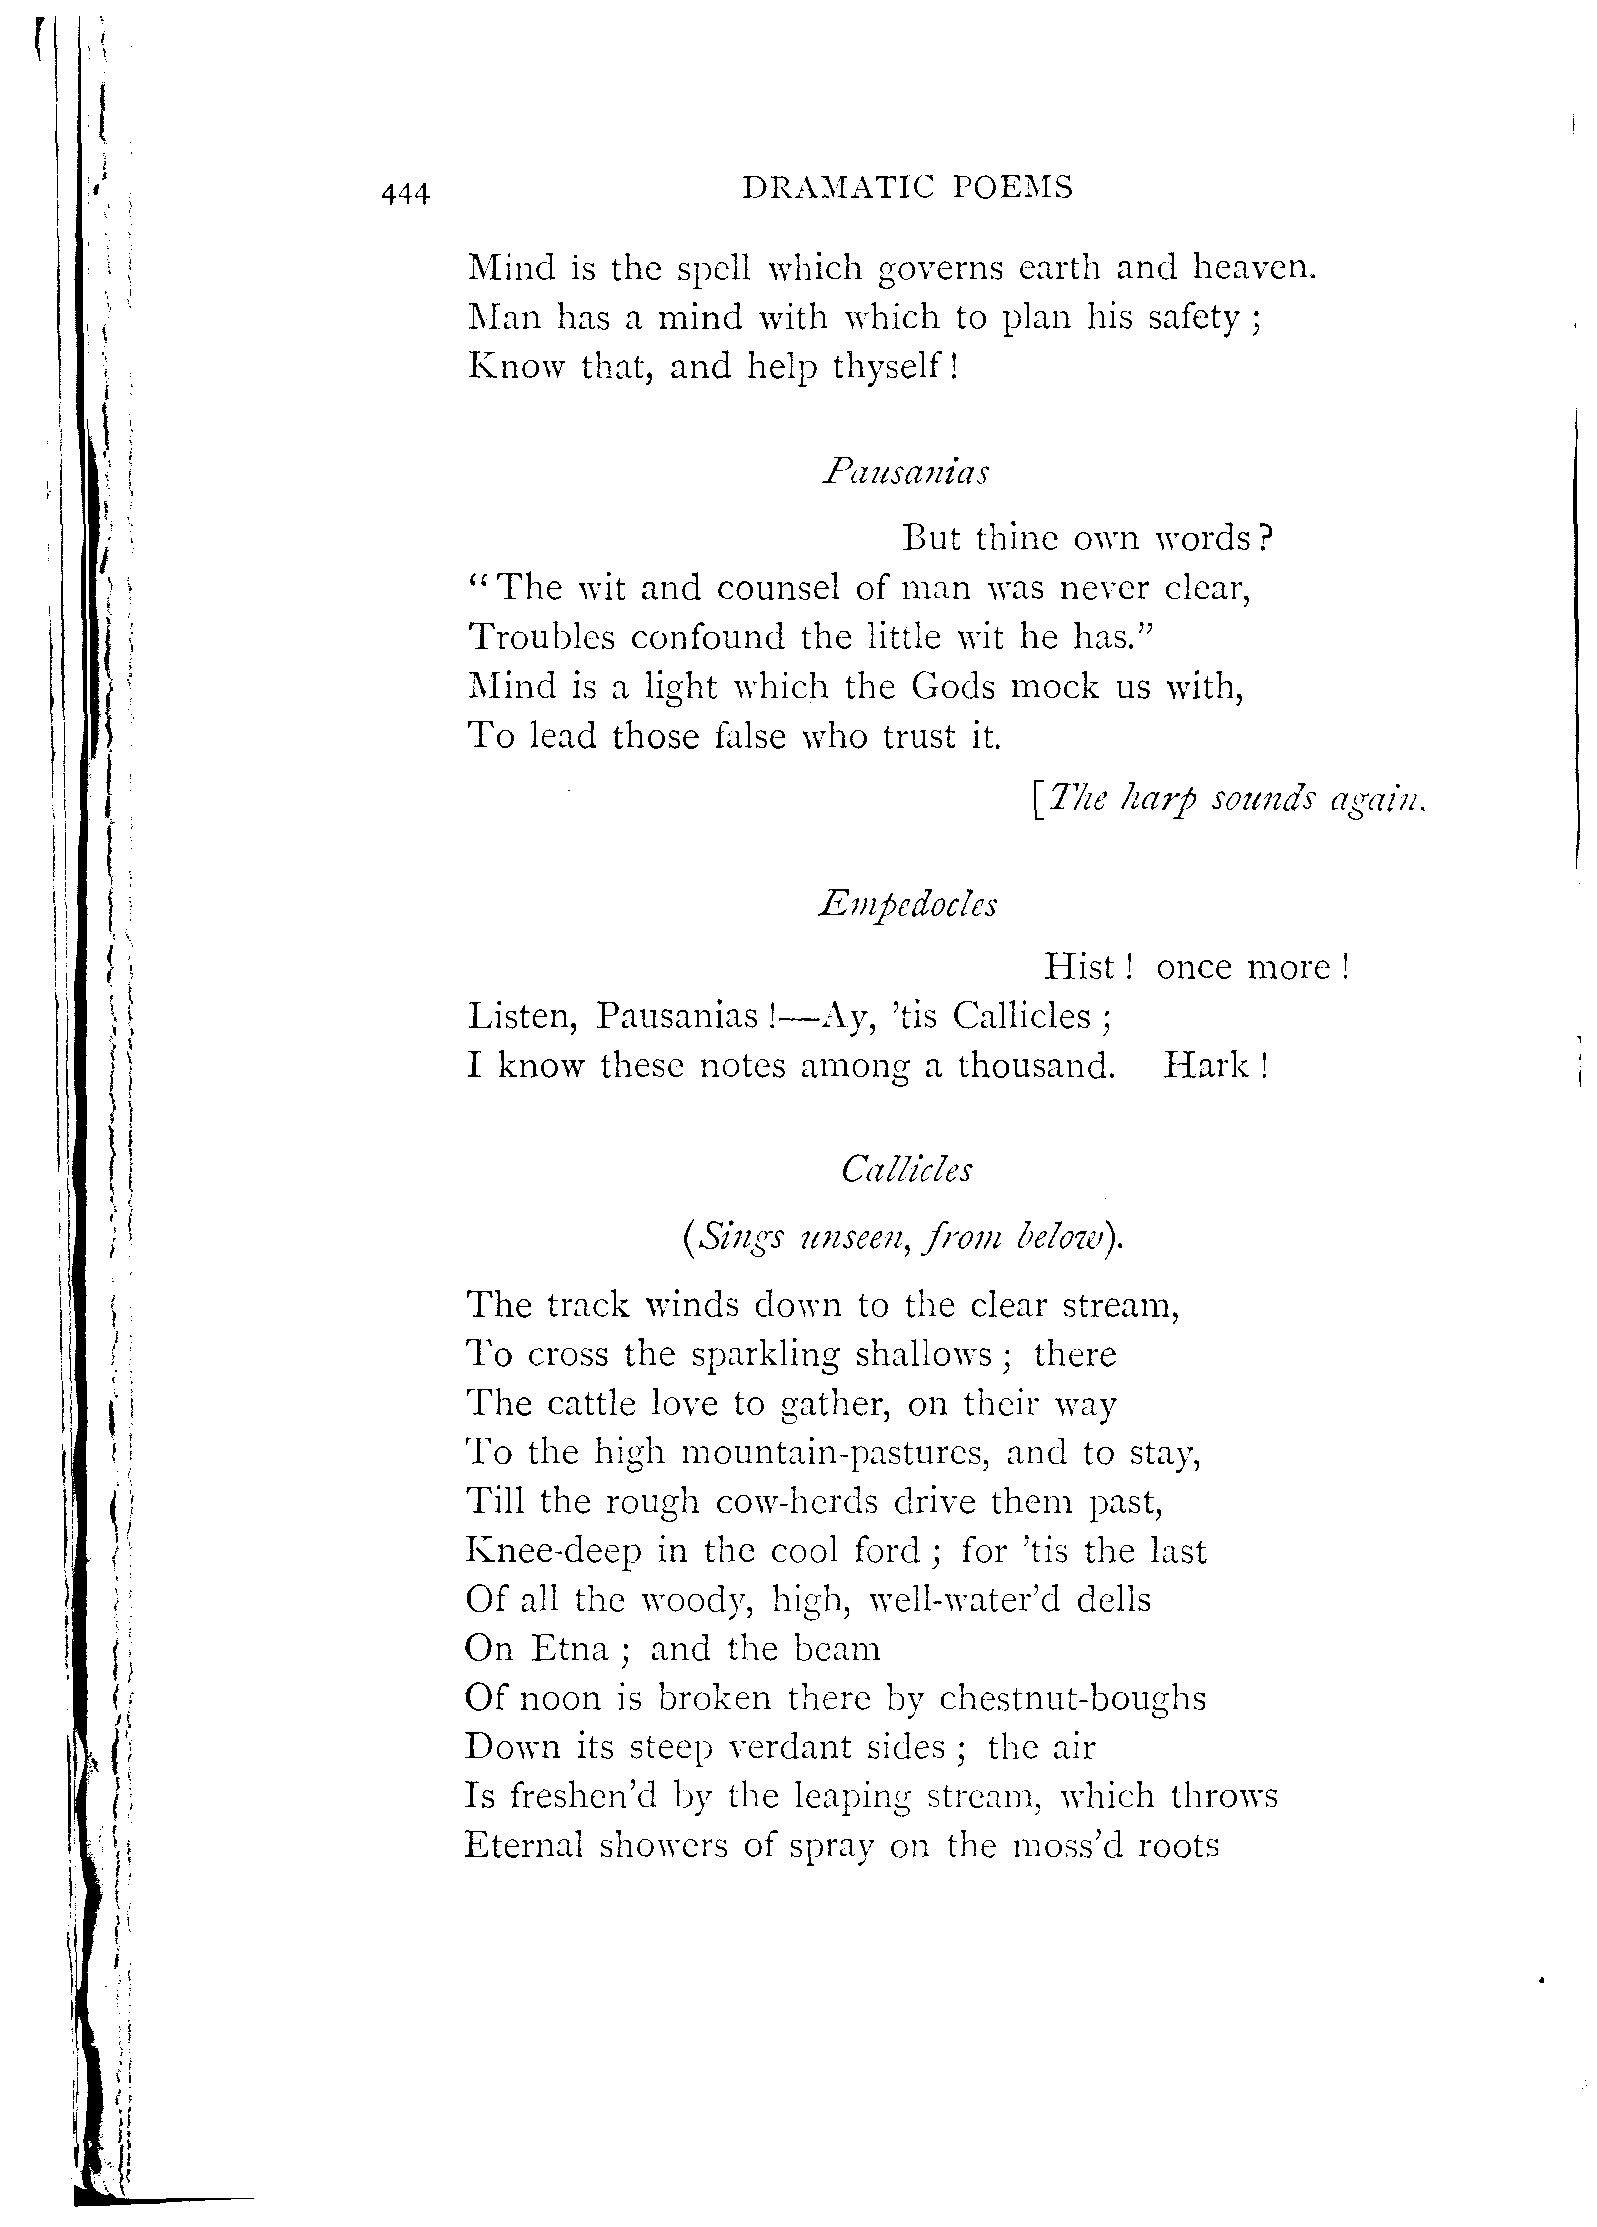 444 DRAMATIC POEMS
Mind is the spell which governs earth and heaven.
Man has a mind with which to plan his safety ;
Know that, and help thyself !
Pausanias
But thine own words ?
“ The wit and counsel of man was never clear,
Troubles confound the little wit he has.”
Mind is a light which the Gods mock us with,
To lead those false who trust it.
[The harp sounds again.
Empedocles
Hist ! once more !
Listen, Pausanias !—Ay, ’tis Callicles ;
I know these notes among a thousand. Hark !
Callicles
(Sings unseen, from below).
The track winds down to the clear stream,
To cross the sparkling shallows ; there
The cattle love to gather, on their way
To the high mountain-pastures, and to stay,
Till the rough cow-herds drive them past,
Knee-deep in the cool ford ; for ’tis the last
Of all the woody, high, well-water’d dells
On Etna ; and the beam
Of noon is broken there by chestnut-boughs
Down its steep verdant sides ; the air
Is freshen’d by the leaping stream, which throws
Eternal showers of spray on the moss’d roots